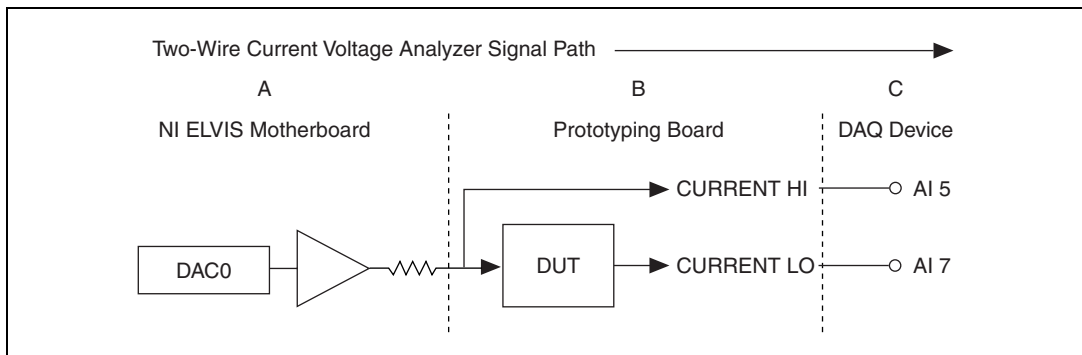 Two-Wire Current Voltage Analyzer Signal Path
A
B
C
NI ELVIS Motherboard
Prototyping Board
DAQ Device
CURRENT HI
AI 5
DAC0
DUT
CURRENT LO
AI 7